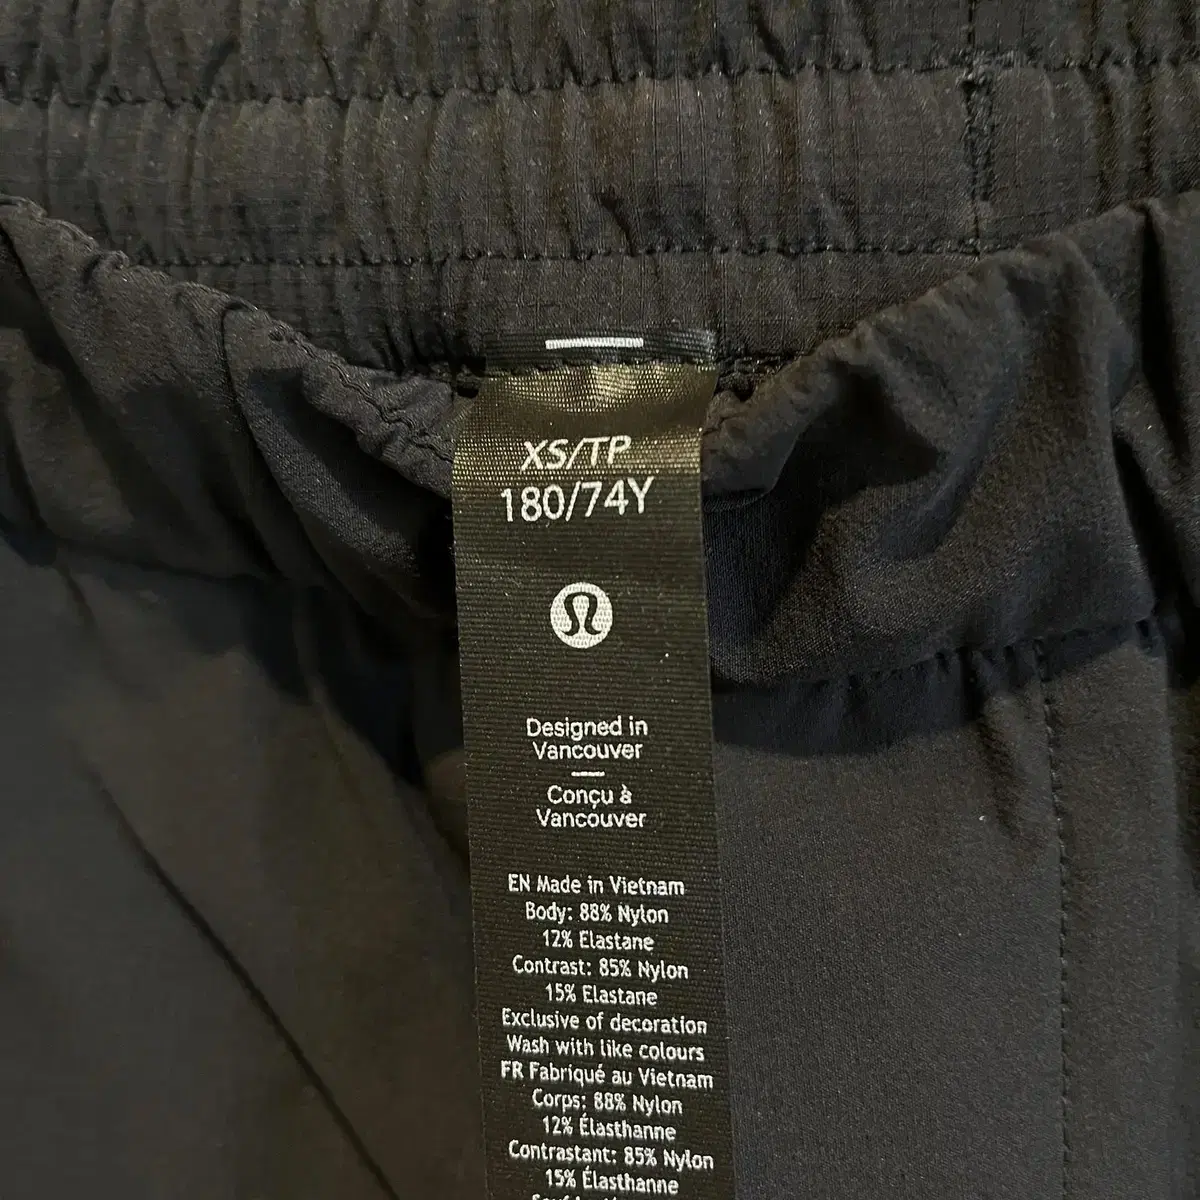 XS/TP
180/74Y
Designed in
Vancouver
Conçu à
Vancouver
EN Made in Vietnam
Body: 88% Nylon
12% Elastane
Contrast: 85% Nylon
15% Elastane
Exclusive of decoration
Wash with like colours
FR Fabriqué au Vietnam
Corps: 88% Nylon
12% Élasthanne
Contrastant: 85% Nylon
15% Élasthanne